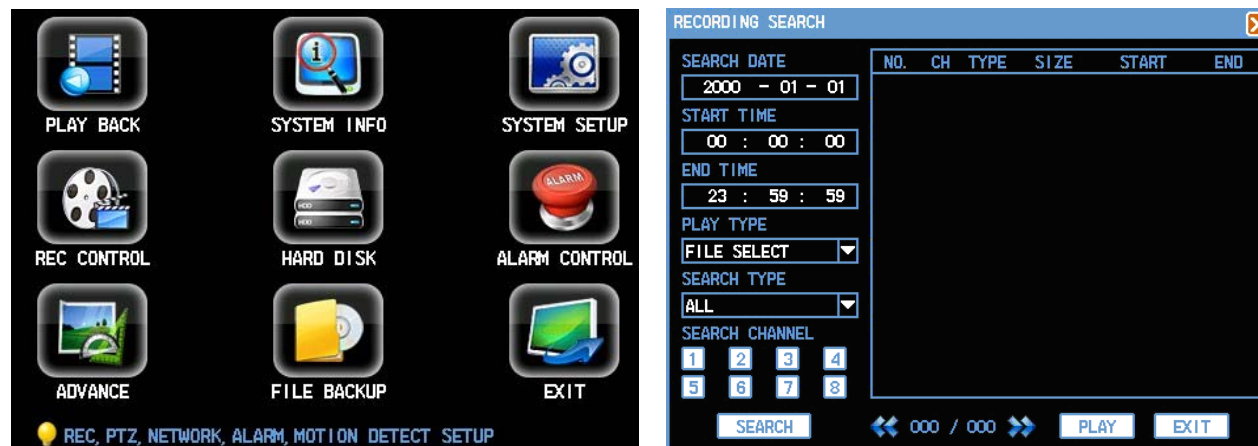 PLAY BACK
SYSTEM INFO
SYSTEM SETUP
ALARM
HDD
HDD
REC CONTROL
HARD DISK
ALARM CONTROL
ADVANCE
FILE BACKUP
EXIT
REC, PTZ, NETWORK, ALARM, MOTION DETECT SETUP
RECORDING SEARCH
SEARCH DATE
2000 - 01 - 01
START TIME
00 : 00 : 00
END TIME
23 : 59 : 59
PLAY TYPE
FILE SELECT
SEARCH TYPE
ALL
SEARCH CHANNEL
1 2 3 4
5 6 7 8
SEARCH
NO. CH TYPE SIZE START END
000 / 000
PLAY
EXIT